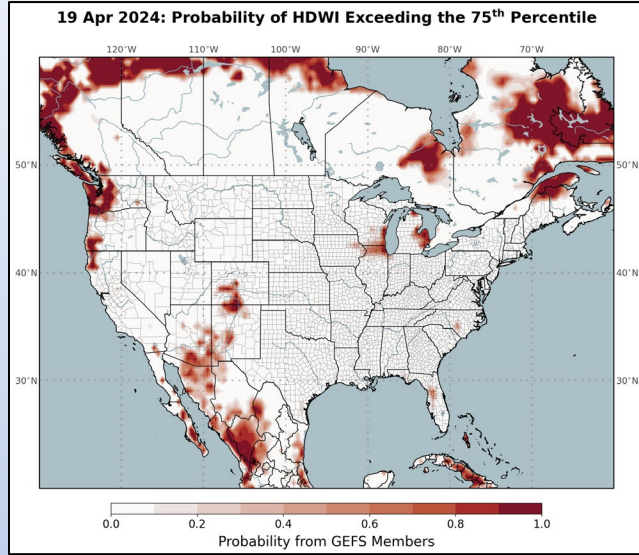 19 Apr 2024: Probability of HDWI Exceeding the 75th Percentile
120°W 110°W 100°W 90°W 80°W 70°W
50°N 50°N
40°N 40°N
30°N 30°N
0.0 0.2 0.4 0.6 0.8 1.0
Probability from GEFS Members